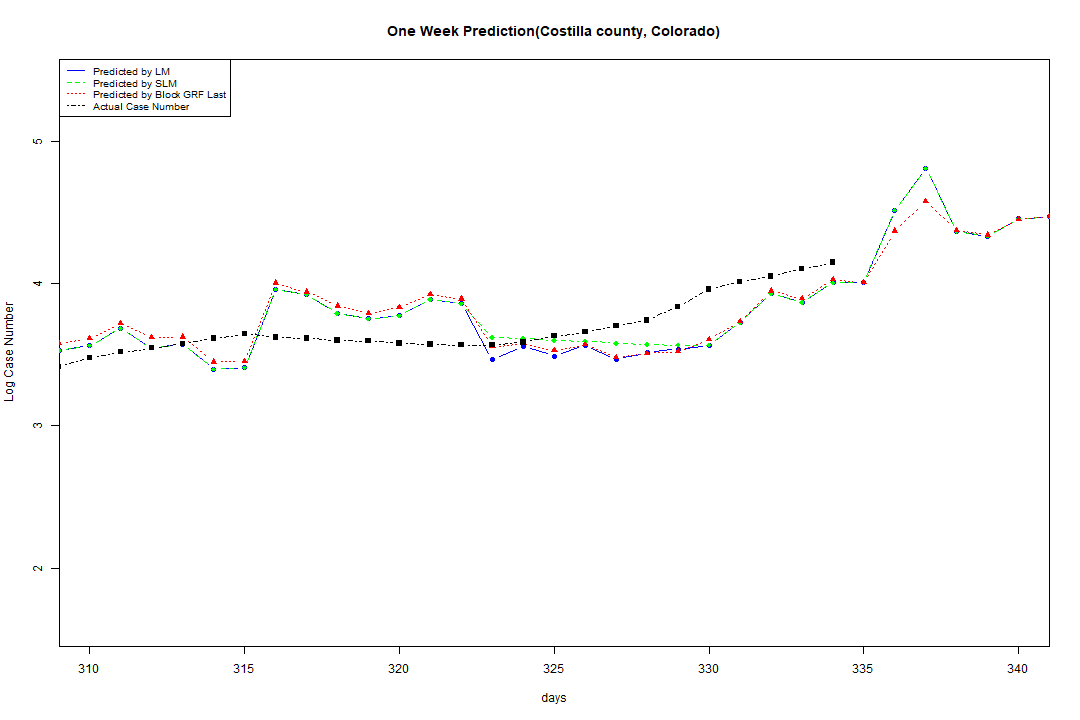 One Week Prediction(Costilla county, Colorado)
Predicted by LM
Predicted by SLM
Predicted by Block GRF Last
Actual Case Number
5
4
3
2
Log Case Number
310 315 320 325 330 335 340
days